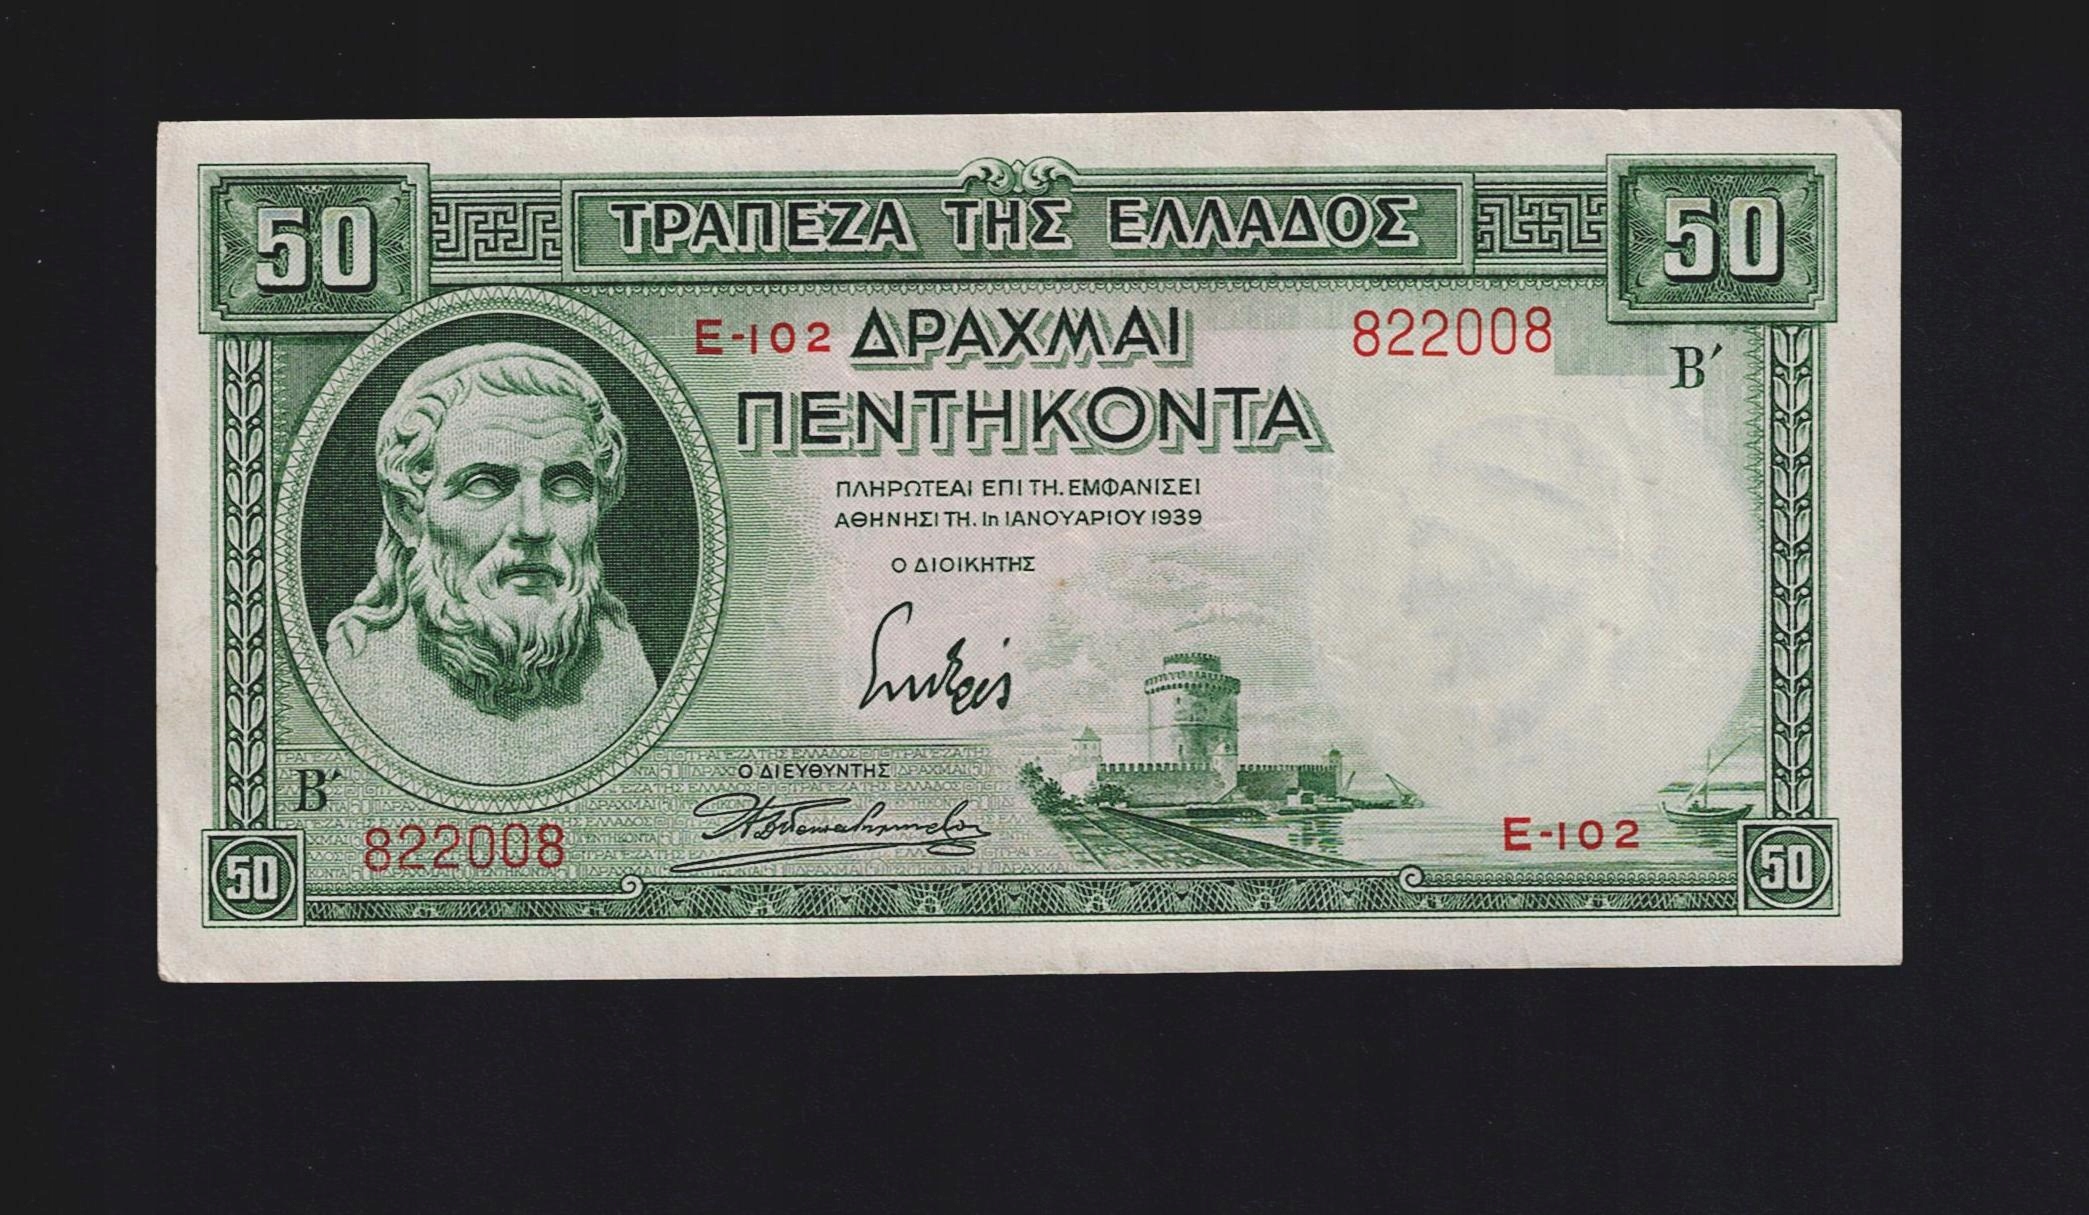 50 ΤΡΑΠΕΖΑ ΤΗΣ ΕΛΛΑΔΟΣ 50
Ε-102 ΔΡΑΧΜΑΙ 822008
Β΄
ΠΕΝΤΗΚΟΝΤΑ
ΠΛΗΡΩΤΕΑΙ ΕΠΙ ΤΗ. ΕΜΦΑΝΙΣΕΙ
ΑΘΗΝΗΣΙ ΤΗ. 1η ΙΑΝΟΥΑΡΙΟΥ 1939
Ο ΔΙΟΙΚΗΤΗΣ
Ο ΔΙΕΥΘΥΝΤΗΣ
Β΄
822008 Ε-102
50 50